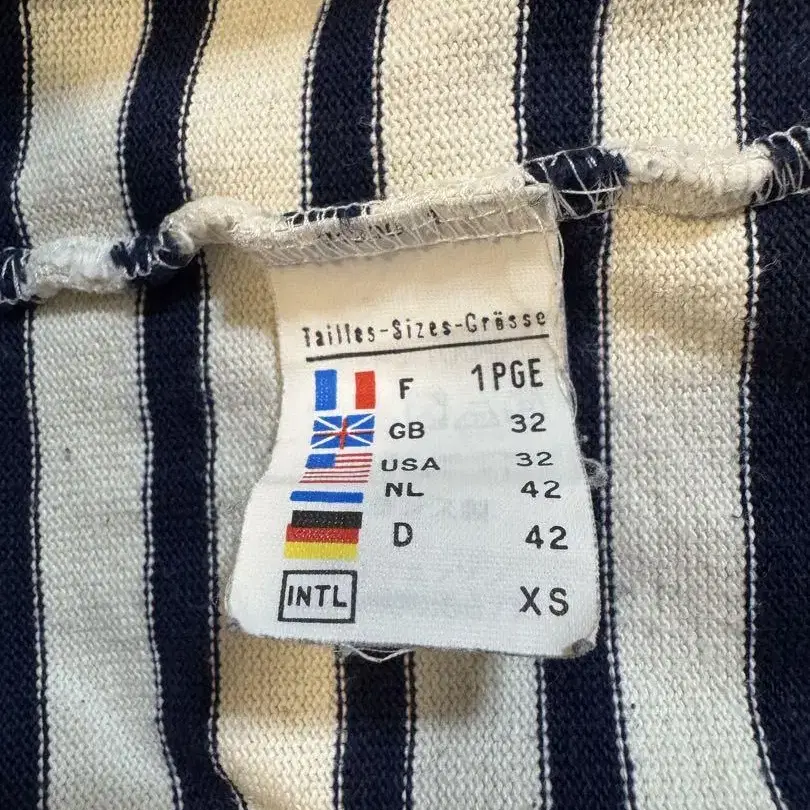 Tailles-Sizes-Grösse
F 1PGE
GB 32
USA 32
NL 42
D 42
INTL XS